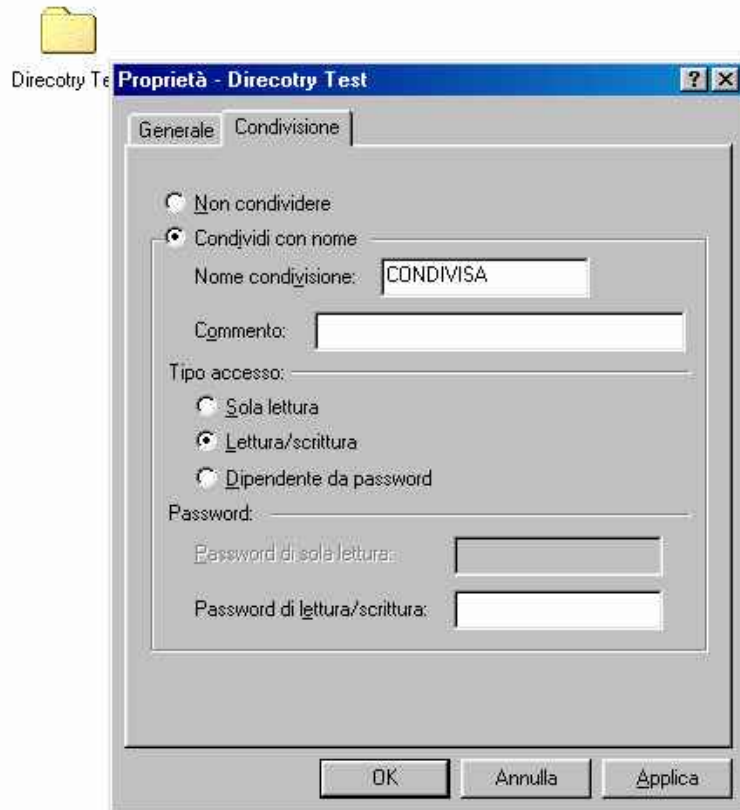 Direcotry Te
Proprietà - Direcotry Test
Generale Condivisione
Non condividere
Condividi con nome
Nome condivisione: CONDIVISA
Commento:
Tipo accesso:
Sola lettura
Lettura/scrittura
Dipendente da password
Password:
Password di sola lettura:
Password di lettura/scrittura:
OK Annulla Applica